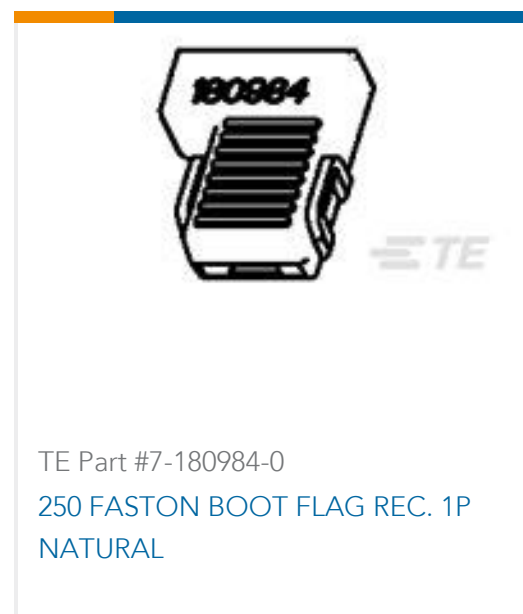 180984
TE
TE Part #7-180984-0
250 FASTON BOOT FLAG REC. 1P
NATURAL